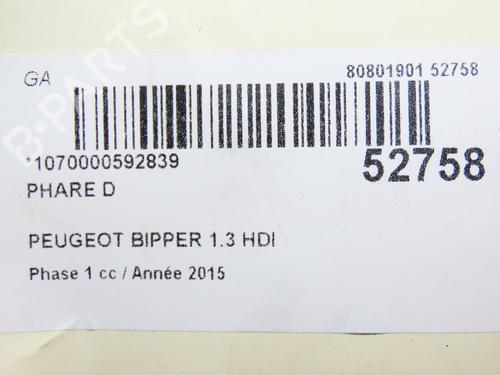 GA
80801901 52758
*1070000592839
52758
PHARE D
PEUGEOT BIPPER 1.3 HDI
Phase 1 cc / Année 2015
B-PARTS